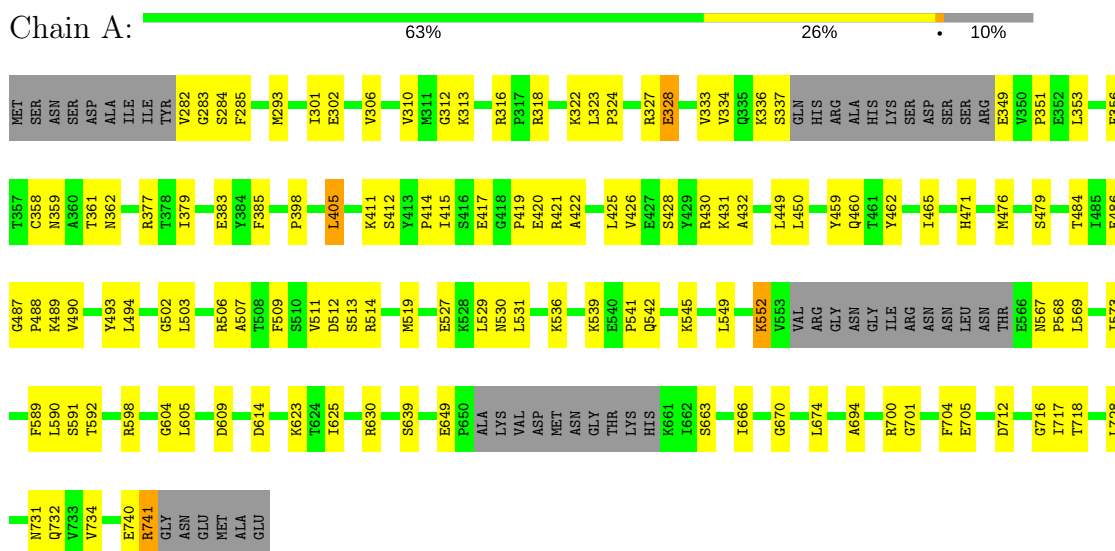 Chain A:
63% 26% • 10%
MET SER ASN SER ASP ALA ILE ILE TYR V282 G283 S284 F285 M293 I301 E302 V306 V310 M311 G312 K313 R316 P317 R318 K322 L323 P324 R327 E328 V333 V334 Q335 K336 S337 GLN HIS ARG ALA HIS LYS SER ASP SER SER ARG E349 V350 P351 E352 L353
T357 C358 N359 A360 T361 N362 R377 T378 I379 E383 Y384 F385 P398 L405 K411 S412 Y413 P414 I415 S416 E417 G418 P419 E420 R421 A422 L425 V426 E427 S428 Y429 R430 K431 A432 L449 L450 Y459 Q460 T461 Y462 I465 H471 M476 S479 T484 I485
G487 P488 K489 V490 Y493 L494 G502 L503 R506 A507 T508 F509 S510 V511 D512 S513 R514 M519 E527 K528 L529 N530 L531 K536 K539 E540 P541 Q542 K545 L549 K552 V553 VAL ARG GLY ASN GLY ILE ARG ASN ASN LEU ASN THR E566 N567 P568 L569
F589 L590 S591 T592 R598 G604 L605 D609 D614 K623 T624 I625 R630 S639 E649 P650 ALA LYS VAL ASP MET ASN GLY THR LYS HIS K661 I662 S663 I666 G670 L674 A694 R700 G701 F704 E705 D712 G716 I717 T718
N731 Q732 V733 V734 E740 R741 GLY ASN GLU MET ALA GLU